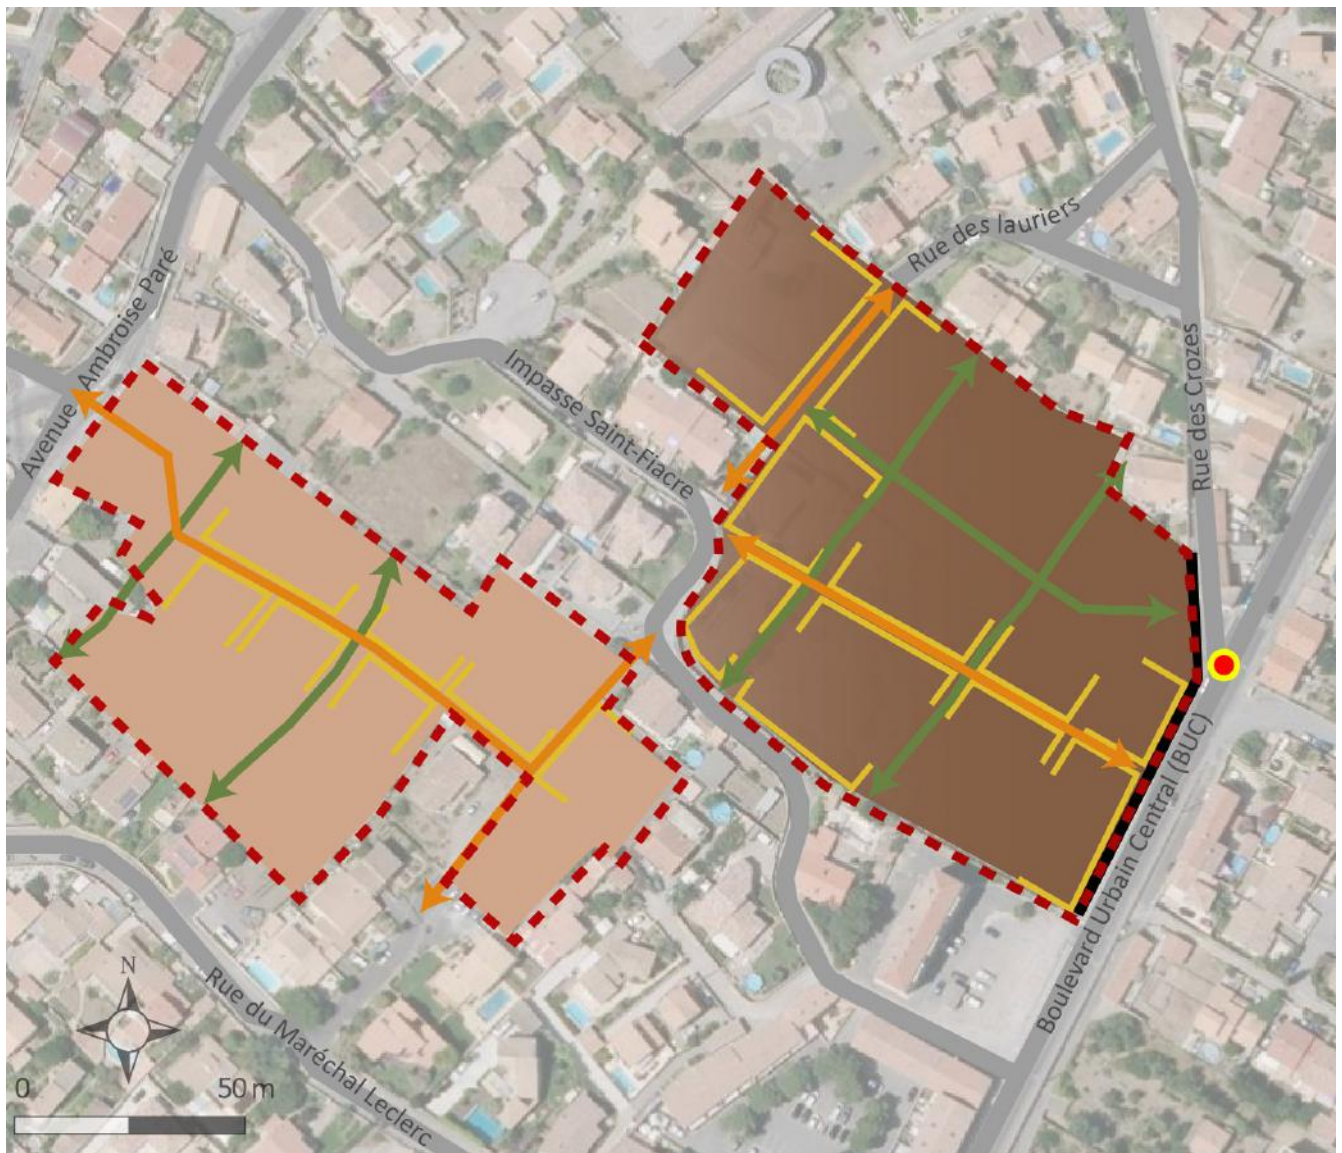 Rue des lauriers
Avenue Ambroise Paré
Impasse Saint-Fiacre
Rue des Crozes
Boulevard Urbain Central (BUC)
Rue du Maréchal Leclerc
N
0 50 m